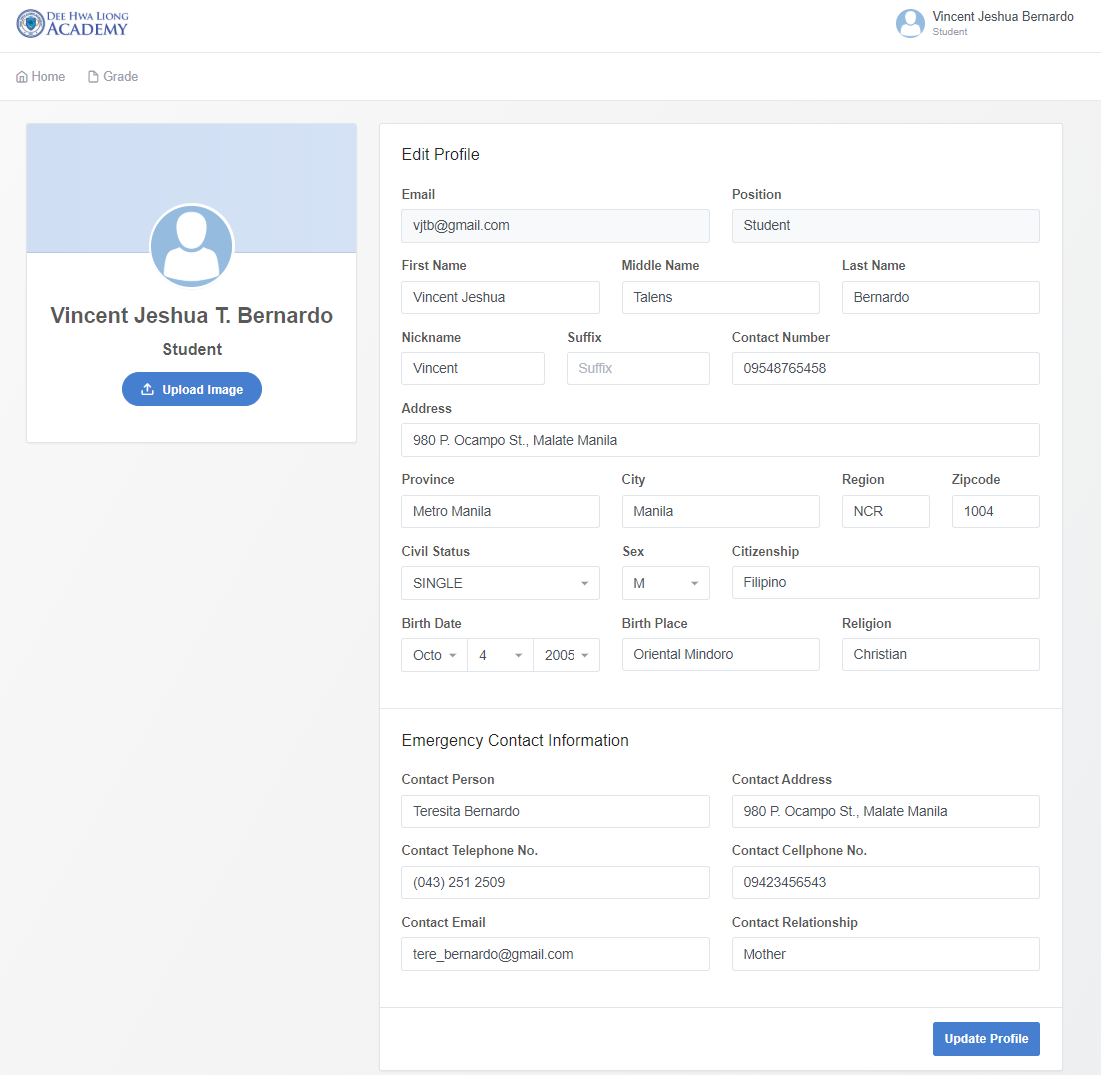 DEE HWA LIONG
ACADEMY
Vincent Jeshua Bernardo
Student
Home Grade
Vincent Jeshua T. Bernardo
Student
Upload Image
Edit Profile
Email Position
vjtb@gmail.com Student
First Name Middle Name Last Name
Vincent Jeshua Talens Bernardo
Nickname Suffix Contact Number
Vincent Suffix 09548765458
Address
980 P. Ocampo St., Malate Manila
Province City Region Zipcode
Metro Manila Manila NCR 1004
Civil Status Sex Citizenship
SINGLE M Filipino
Birth Date Birth Place Religion
Octo 4 2005 Oriental Mindoro Christian
Emergency Contact Information
Contact Person Contact Address
Teresita Bernardo 980 P. Ocampo St., Malate Manila
Contact Telephone No. Contact Cellphone No.
(043) 251 2509 09423456543
Contact Email Contact Relationship
tere_bernardo@gmail.com Mother
Update Profile